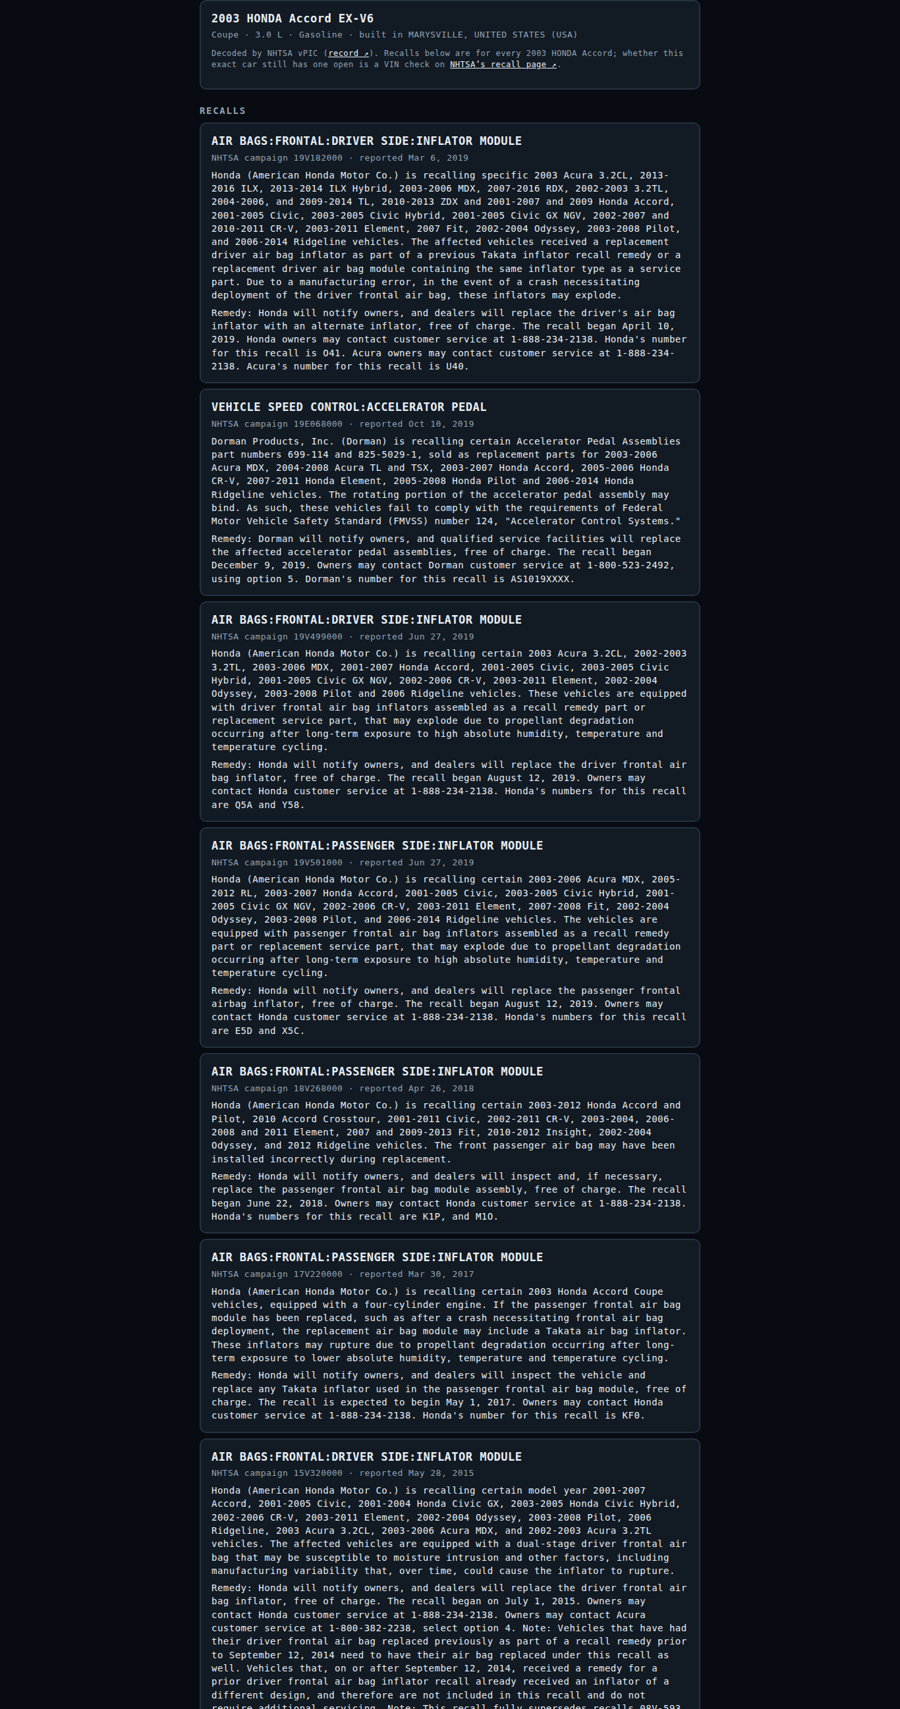 2003 HONDA Accord EX-V6
Coupe · 3.0 L · Gasoline · built in MARYSVILLE, UNITED STATES (USA)
Decoded by NHTSA vPIC (record ↗). Recalls below are for every 2003 HONDA Accord; whether this
exact car still has one open is a VIN check on NHTSA's recall page ↗.
RECALLS
AIR BAGS:FRONTAL:DRIVER SIDE:INFLATOR MODULE
NHTSA campaign 19V182000 · reported Mar 6, 2019
Honda (American Honda Motor Co.) is recalling specific 2003 Acura 3.2CL, 2013-
2016 ILX, 2013-2014 ILX Hybrid, 2003-2006 MDX, 2007-2016 RDX, 2002-2003 3.2TL,
2004-2006, and 2009-2014 TL, 2010-2013 ZDX and 2001-2007 and 2009 Honda Accord,
2001-2005 Civic, 2003-2005 Civic Hybrid, 2001-2005 Civic GX NGV, 2002-2007 and
2010-2011 CR-V, 2003-2011 Element, 2007 Fit, 2002-2004 Odyssey, 2003-2008 Pilot,
and 2006-2014 Ridgeline vehicles. The affected vehicles received a replacement
driver air bag inflator as part of a previous Takata inflator recall remedy or a
replacement driver air bag module containing the same inflator type as a service
part. Due to a manufacturing error, in the event of a crash necessitating
deployment of the driver frontal air bag, these inflators may explode.
Remedy: Honda will notify owners, and dealers will replace the driver's air bag
inflator with an alternate inflator, free of charge. The recall began April 10,
2019. Honda owners may contact customer service at 1-888-234-2138. Honda's number
for this recall is O41. Acura owners may contact customer service at 1-888-234-
2138. Acura's number for this recall is U40.
VEHICLE SPEED CONTROL:ACCELERATOR PEDAL
NHTSA campaign 19E068000 · reported Oct 10, 2019
Dorman Products, Inc. (Dorman) is recalling certain Accelerator Pedal Assemblies
part numbers 699-114 and 825-5029-1, sold as replacement parts for 2003-2006
Acura MDX, 2004-2008 Acura TL and TSX, 2003-2007 Honda Accord, 2005-2006 Honda
CR-V, 2007-2011 Honda Element, 2005-2008 Honda Pilot and 2006-2014 Honda
Ridgeline vehicles. The rotating portion of the accelerator pedal assembly may
bind. As such, these vehicles fail to comply with the requirements of Federal
Motor Vehicle Safety Standard (FMVSS) number 124, "Accelerator Control Systems."
Remedy: Dorman will notify owners, and qualified service facilities will replace
the affected accelerator pedal assemblies, free of charge. The recall began
December 9, 2019. Owners may contact Dorman customer service at 1-800-523-2492,
using option 5. Dorman's number for this recall is AS1019XXXX.
AIR BAGS:FRONTAL:DRIVER SIDE:INFLATOR MODULE
NHTSA campaign 19V499000 · reported Jun 27, 2019
Honda (American Honda Motor Co.) is recalling certain 2003 Acura 3.2CL, 2002-2003
3.2TL, 2003-2006 MDX, 2001-2007 Honda Accord, 2001-2005 Civic, 2003-2005 Civic
Hybrid, 2001-2005 Civic GX NGV, 2002-2006 CR-V, 2003-2011 Element, 2002-2004
Odyssey, 2003-2008 Pilot and 2006 Ridgeline vehicles. These vehicles are equipped
with driver frontal air bag inflators assembled as a recall remedy part or
replacement service part, that may explode due to propellant degradation
occurring after long-term exposure to high absolute humidity, temperature and
temperature cycling.
Remedy: Honda will notify owners, and dealers will replace the driver frontal air
bag inflator, free of charge. The recall began August 12, 2019. Owners may
contact Honda customer service at 1-888-234-2138. Honda's numbers for this recall
are Q5A and Y58.
AIR BAGS:FRONTAL:PASSENGER SIDE:INFLATOR MODULE
NHTSA campaign 19V501000 · reported Jun 27, 2019
Honda (American Honda Motor Co.) is recalling certain 2003-2006 Acura MDX, 2005-
2012 RL, 2003-2007 Honda Accord, 2001-2005 Civic, 2003-2005 Civic Hybrid, 2001-
2005 Civic GX NGV, 2002-2006 CR-V, 2003-2011 Element, 2007-2008 Fit, 2002-2004
Odyssey, 2003-2008 Pilot, and 2006-2014 Ridgeline vehicles. The vehicles are
equipped with passenger frontal air bag inflators assembled as a recall remedy
part or replacement service part, that may explode due to propellant degradation
occurring after long-term exposure to high absolute humidity, temperature and
temperature cycling.
Remedy: Honda will notify owners, and dealers will replace the passenger frontal
airbag inflator, free of charge. The recall began August 12, 2019. Owners may
contact Honda customer service at 1-888-234-2138. Honda's numbers for this recall
are E5D and X5C.
AIR BAGS:FRONTAL:PASSENGER SIDE:INFLATOR MODULE
NHTSA campaign 18V268000 · reported Apr 26, 2018
Honda (American Honda Motor Co.) is recalling certain 2003-2012 Honda Accord and
Pilot, 2010 Accord Crosstour, 2001-2011 Civic, 2002-2011 CR-V, 2003-2004, 2006-
2008 and 2011 Element, 2007 and 2009-2013 Fit, 2010-2012 Insight, 2002-2004
Odyssey, and 2012 Ridgeline vehicles. The front passenger air bag may have been
installed incorrectly during replacement.
Remedy: Honda will notify owners, and dealers will inspect and, if necessary,
replace the passenger frontal air bag module assembly, free of charge. The recall
began June 22, 2018. Owners may contact Honda customer service at 1-888-234-2138.
Honda's numbers for this recall are K1P, and M1O.
AIR BAGS:FRONTAL:PASSENGER SIDE:INFLATOR MODULE
NHTSA campaign 17V220000 · reported Mar 30, 2017
Honda (American Honda Motor Co.) is recalling certain 2003 Honda Accord Coupe
vehicles, equipped with a four-cylinder engine. If the passenger frontal air bag
module has been replaced, such as after a crash necessitating frontal air bag
deployment, the replacement air bag module may include a Takata air bag inflator.
These inflators may rupture due to propellant degradation occurring after long-
term exposure to lower absolute humidity, temperature and temperature cycling.
Remedy: Honda will notify owners, and dealers will inspect the vehicle and
replace any Takata inflator used in the passenger frontal air bag module, free of
charge. The recall is expected to begin May 1, 2017. Owners may contact Honda
customer service at 1-888-234-2138. Honda's number for this recall is KF0.
AIR BAGS:FRONTAL:DRIVER SIDE:INFLATOR MODULE
NHTSA campaign 15V320000 · reported May 28, 2015
Honda (American Honda Motor Co.) is recalling certain model year 2001-2007
Accord, 2001-2005 Civic, 2001-2004 Honda Civic GX, 2003-2005 Honda Civic Hybrid,
2002-2006 CR-V, 2003-2011 Element, 2002-2004 Odyssey, 2003-2008 Pilot, 2006
Ridgeline, 2003 Acura 3.2CL, 2003-2006 Acura MDX, and 2002-2003 Acura 3.2TL
vehicles. The affected vehicles are equipped with a dual-stage driver frontal air
bag that may be susceptible to moisture intrusion and other factors, including
manufacturing variability that, over time, could cause the inflator to rupture.
Remedy: Honda will notify owners, and dealers will replace the driver frontal air
bag inflator, free of charge. The recall began on July 1, 2015. Owners may
contact Honda customer service at 1-888-234-2138. Owners may contact Acura
customer service at 1-800-382-2238, select option 4. Note: Vehicles that have had
their driver frontal air bag replaced previously as part of a recall remedy prior
to September 12, 2014 need to have their air bag replaced under this recall as
well. Vehicles that, on or after September 12, 2014, received a remedy for a
prior driver frontal air bag inflator recall already received an inflator of a
different design, and therefore are not included in this recall and do not
require additional servicing. Note: This recall fully supersedes recalls 08V-593,